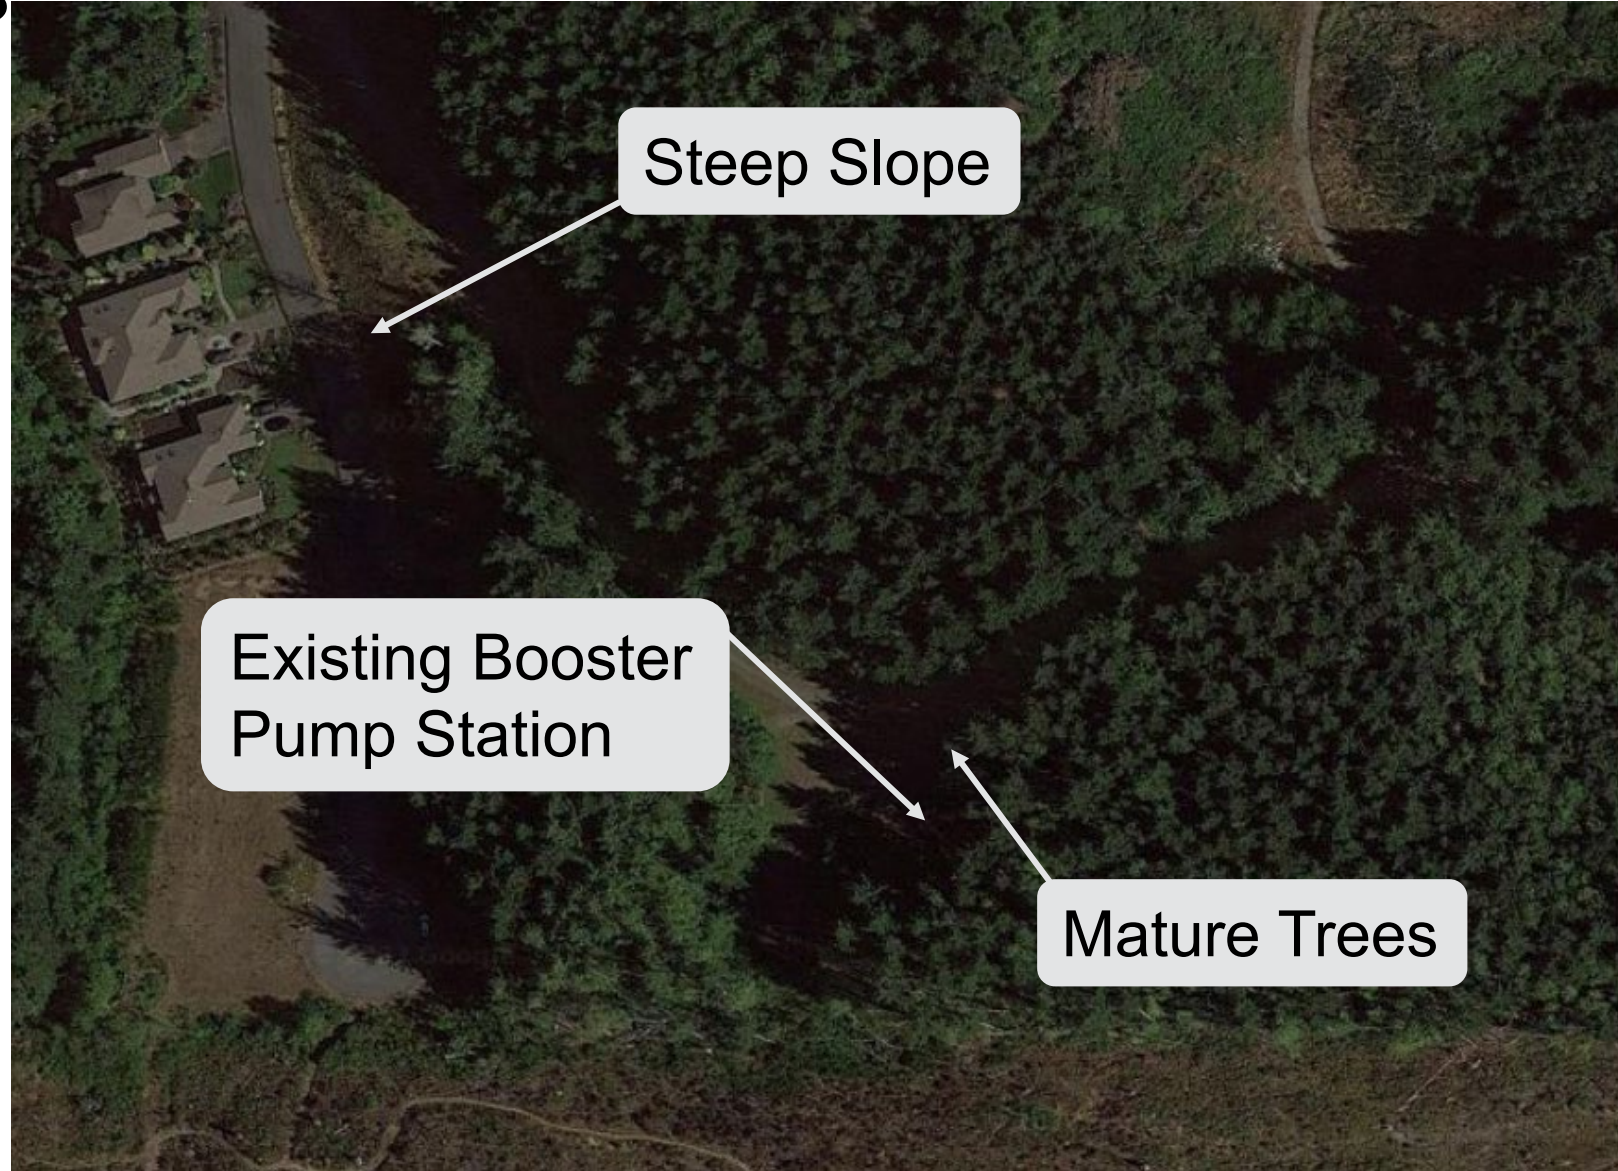 Steep Slope
Existing Booster
Pump Station
Mature Trees